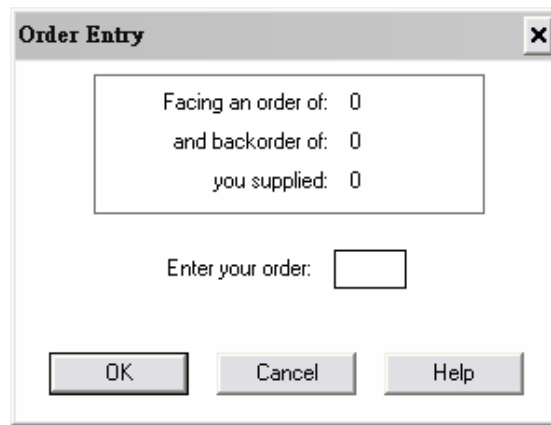 Order Entry
Facing an order of: 0
and backorder of: 0
you supplied: 0
Enter your order:
OK Cancel Help